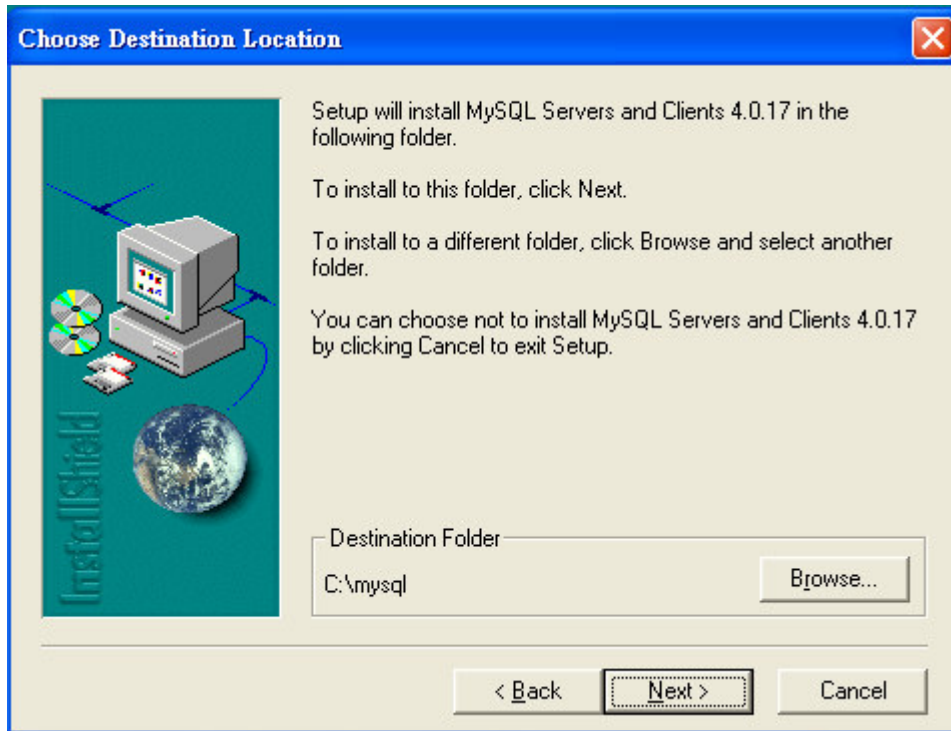 Choose Destination Location
Setup will install MySQL Servers and Clients 4.0.17 in the
following folder.
To install to this folder, click Next.
To install to a different folder, click Browse and select another
folder.
You can choose not to install MySQL Servers and Clients 4.0.17
by clicking Cancel to exit Setup.
InstallShield
Destination Folder
C:\mysql
Browse...
< Back
Next >
Cancel